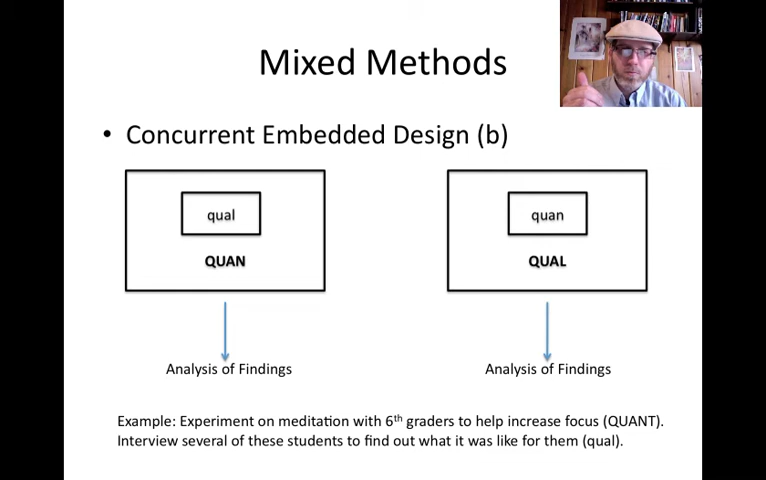 Mixed Methods
• Concurrent Embedded Design (b)
qual
QUAN
quan
QUAL
Analysis of Findings
Analysis of Findings
Example: Experiment on meditation with 6th graders to help increase focus (QUANT).
Interview several of these students to find out what it was like for them (qual).